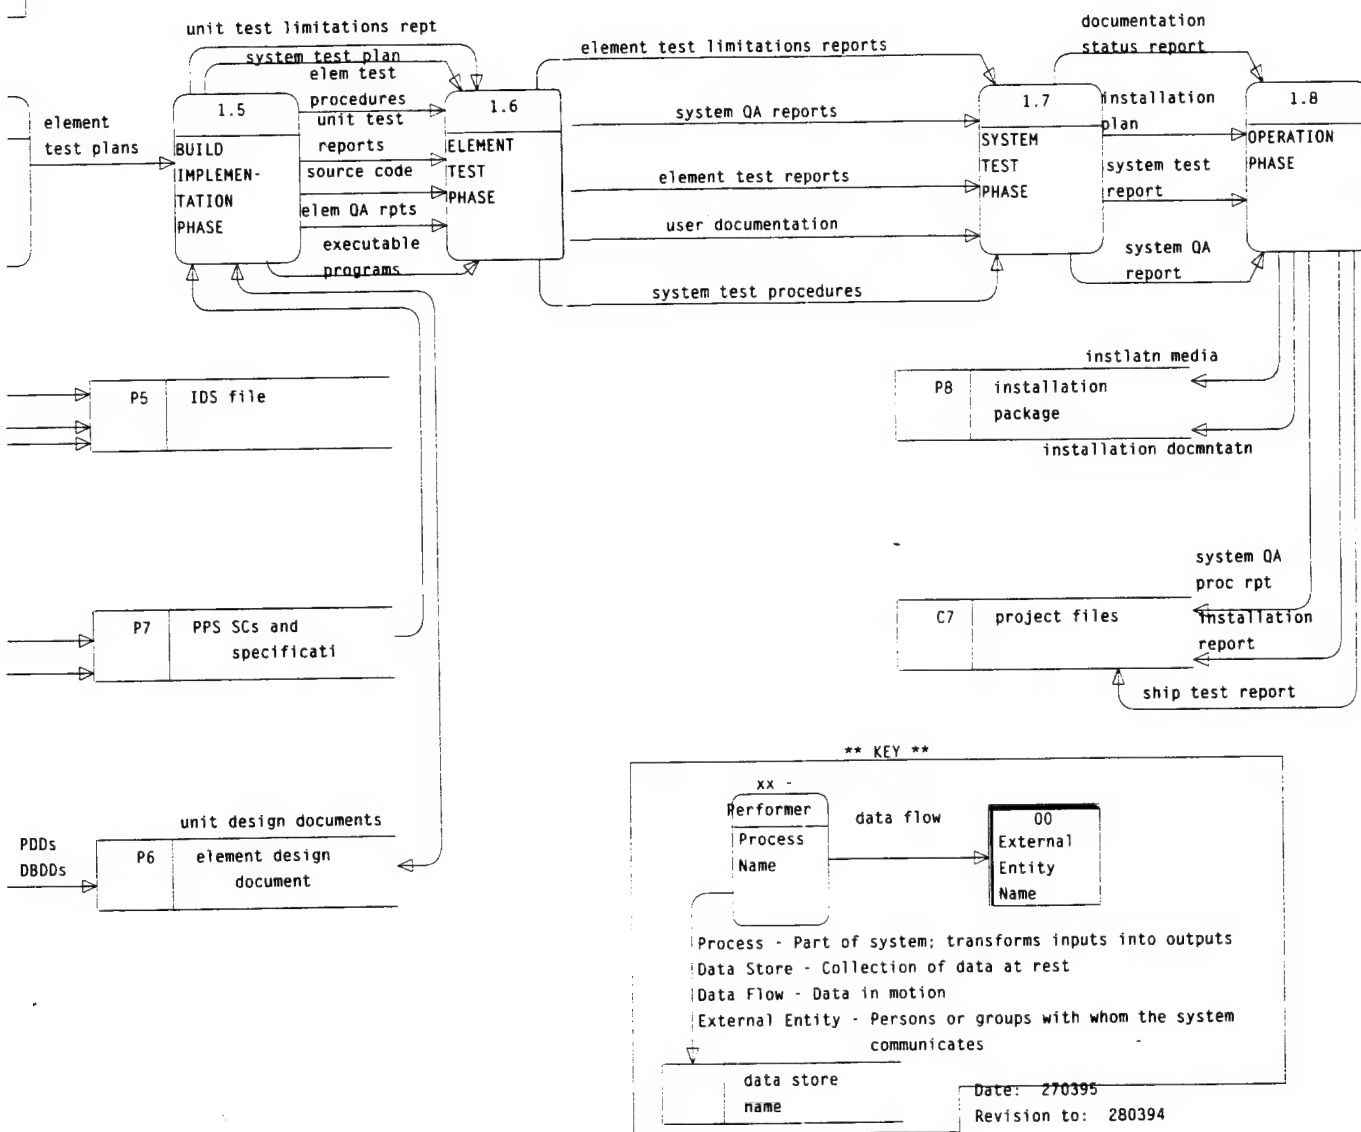 unit test limitations rept
system test plan
elem test
procedures
unit test
reports
source code
elem QA rpts
executable
programs
element
test plans
1.5
BUILD
IMPLEMEN-
TATION
PHASE
1.6
ELEMENT
TEST
PHASE
element test limitations reports
system QA reports
element test reports
user documentation
system test procedures
1.7
SYSTEM
TEST
PHASE
documentation
status report
installation
plan
system test
report
system QA
report
1.8
OPERATION
PHASE
P5 IDS file
instlatn media
P8 installation
package
installation docmntatn
P7 PPS SCs and
specificati
system QA
proc rpt
C7 project files
installation
report
ship test report
unit design documents
PDDs
DBDDs
P6 element design
document
** KEY **
xx -
Performer
Process
Name
data flow
00
External
Entity
Name
Process - Part of system; transforms inputs into outputs
Data Store - Collection of data at rest
Data Flow - Data in motion
External Entity - Persons or groups with whom the system
communicates
data store
name
Date: 270395
Revision to: 280394